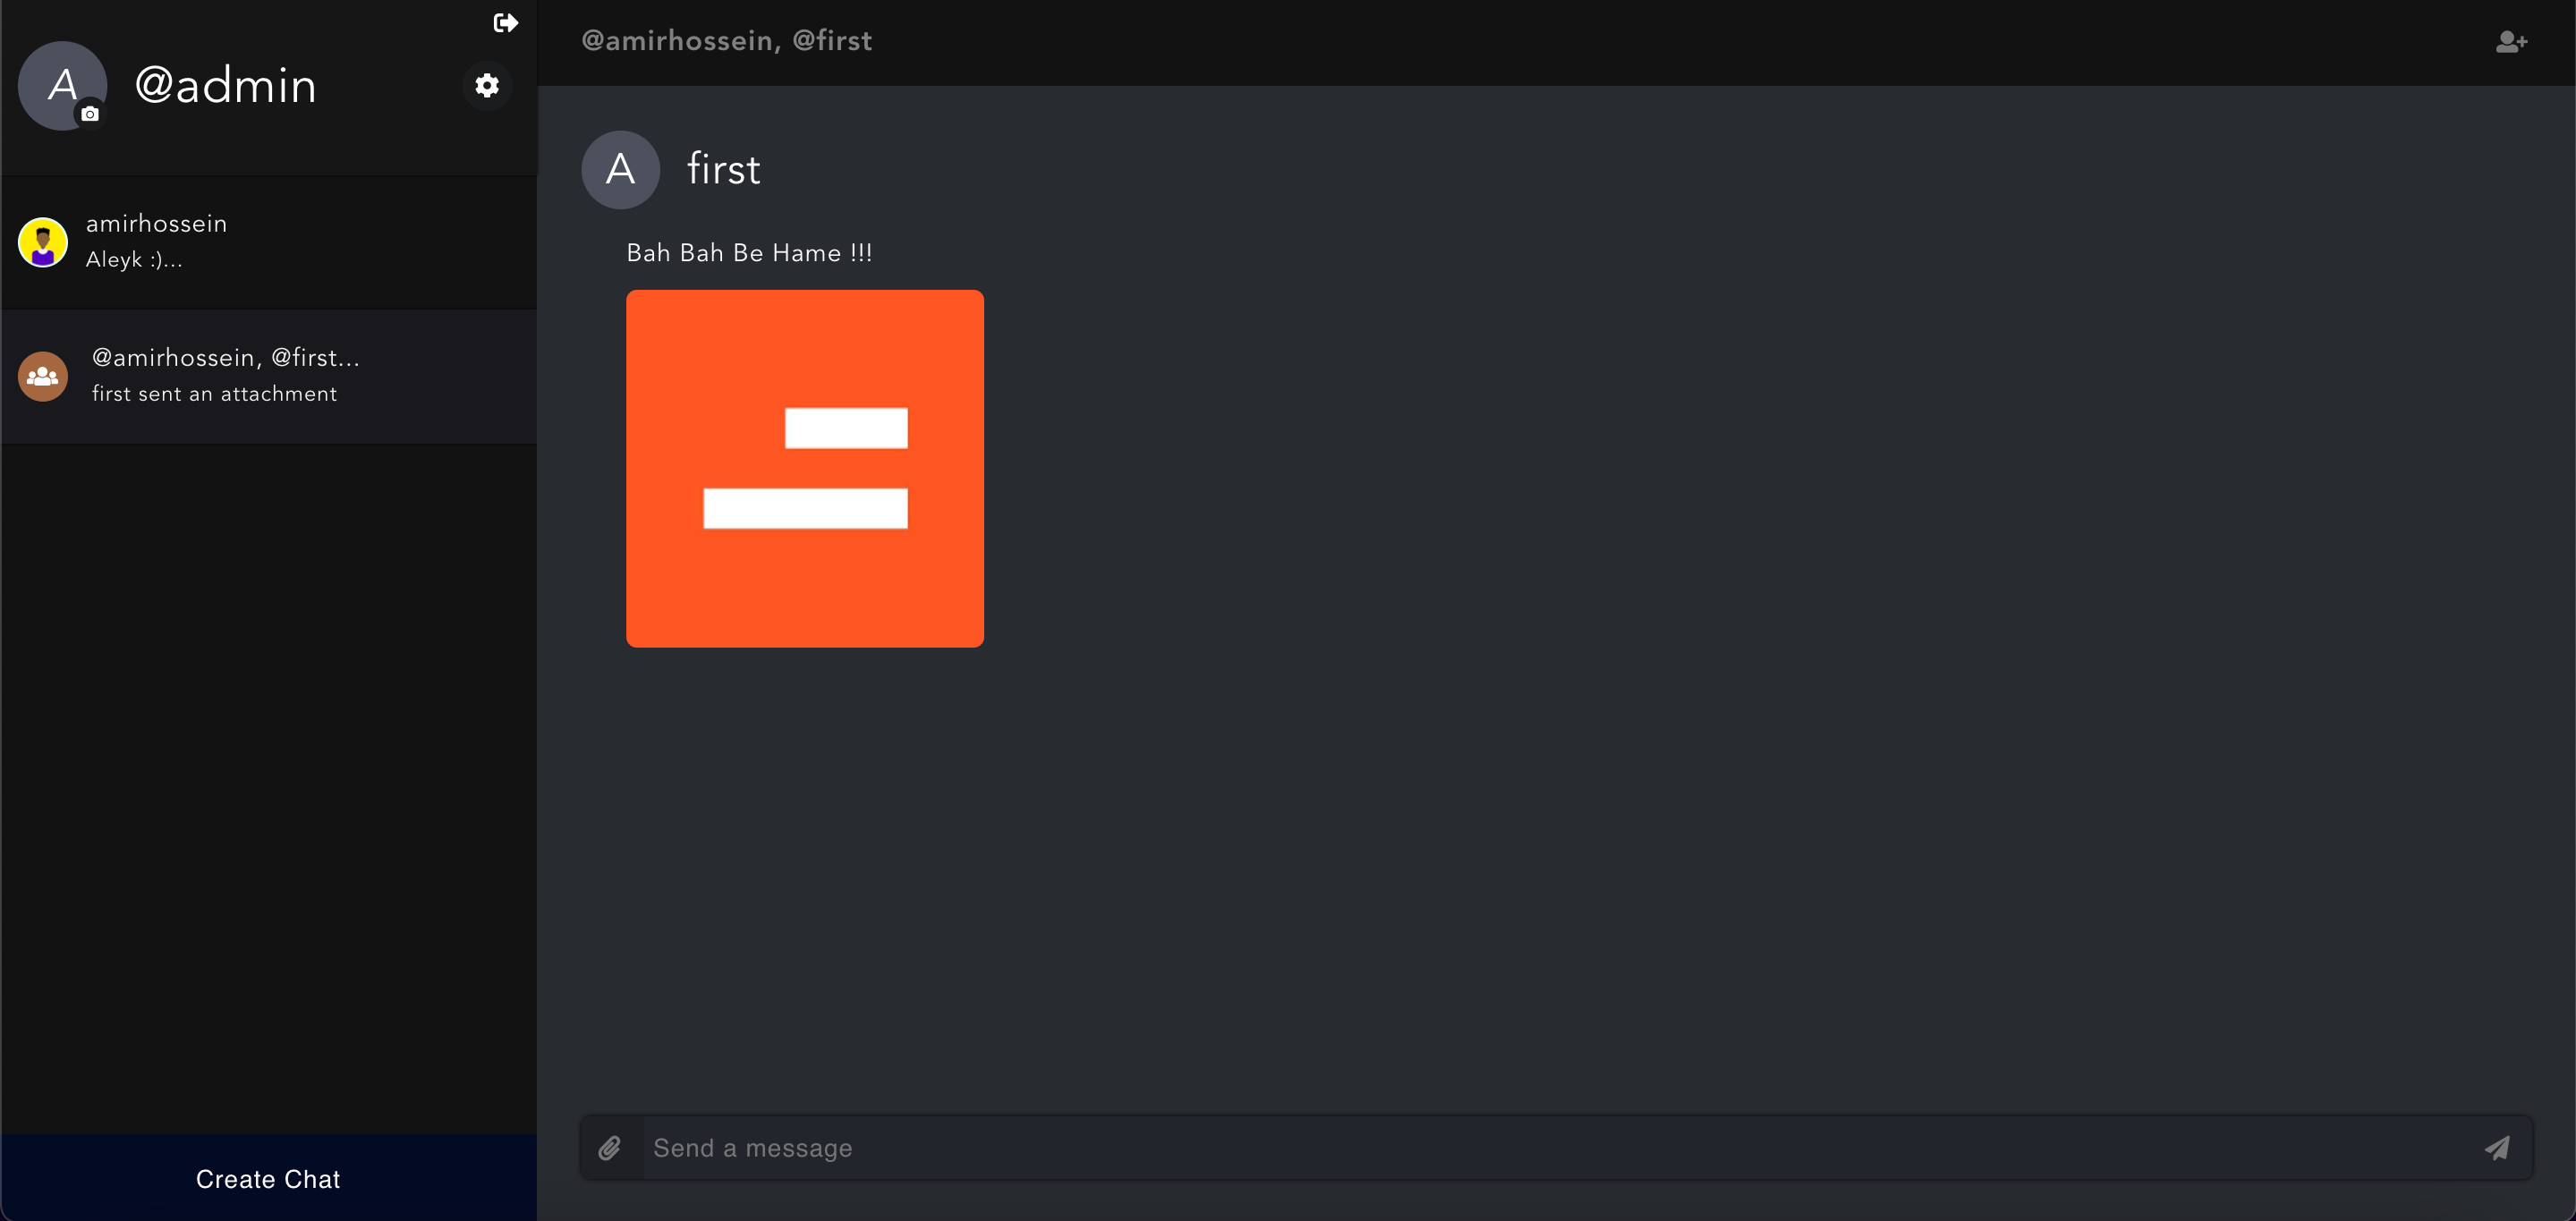 A
@admin
amirhossein
Aleyk :)...
@amirhossein, @first...
first sent an attachment
Create Chat
@amirhossein, @first
A
first
Bah Bah Be Hame !!!
Send a message